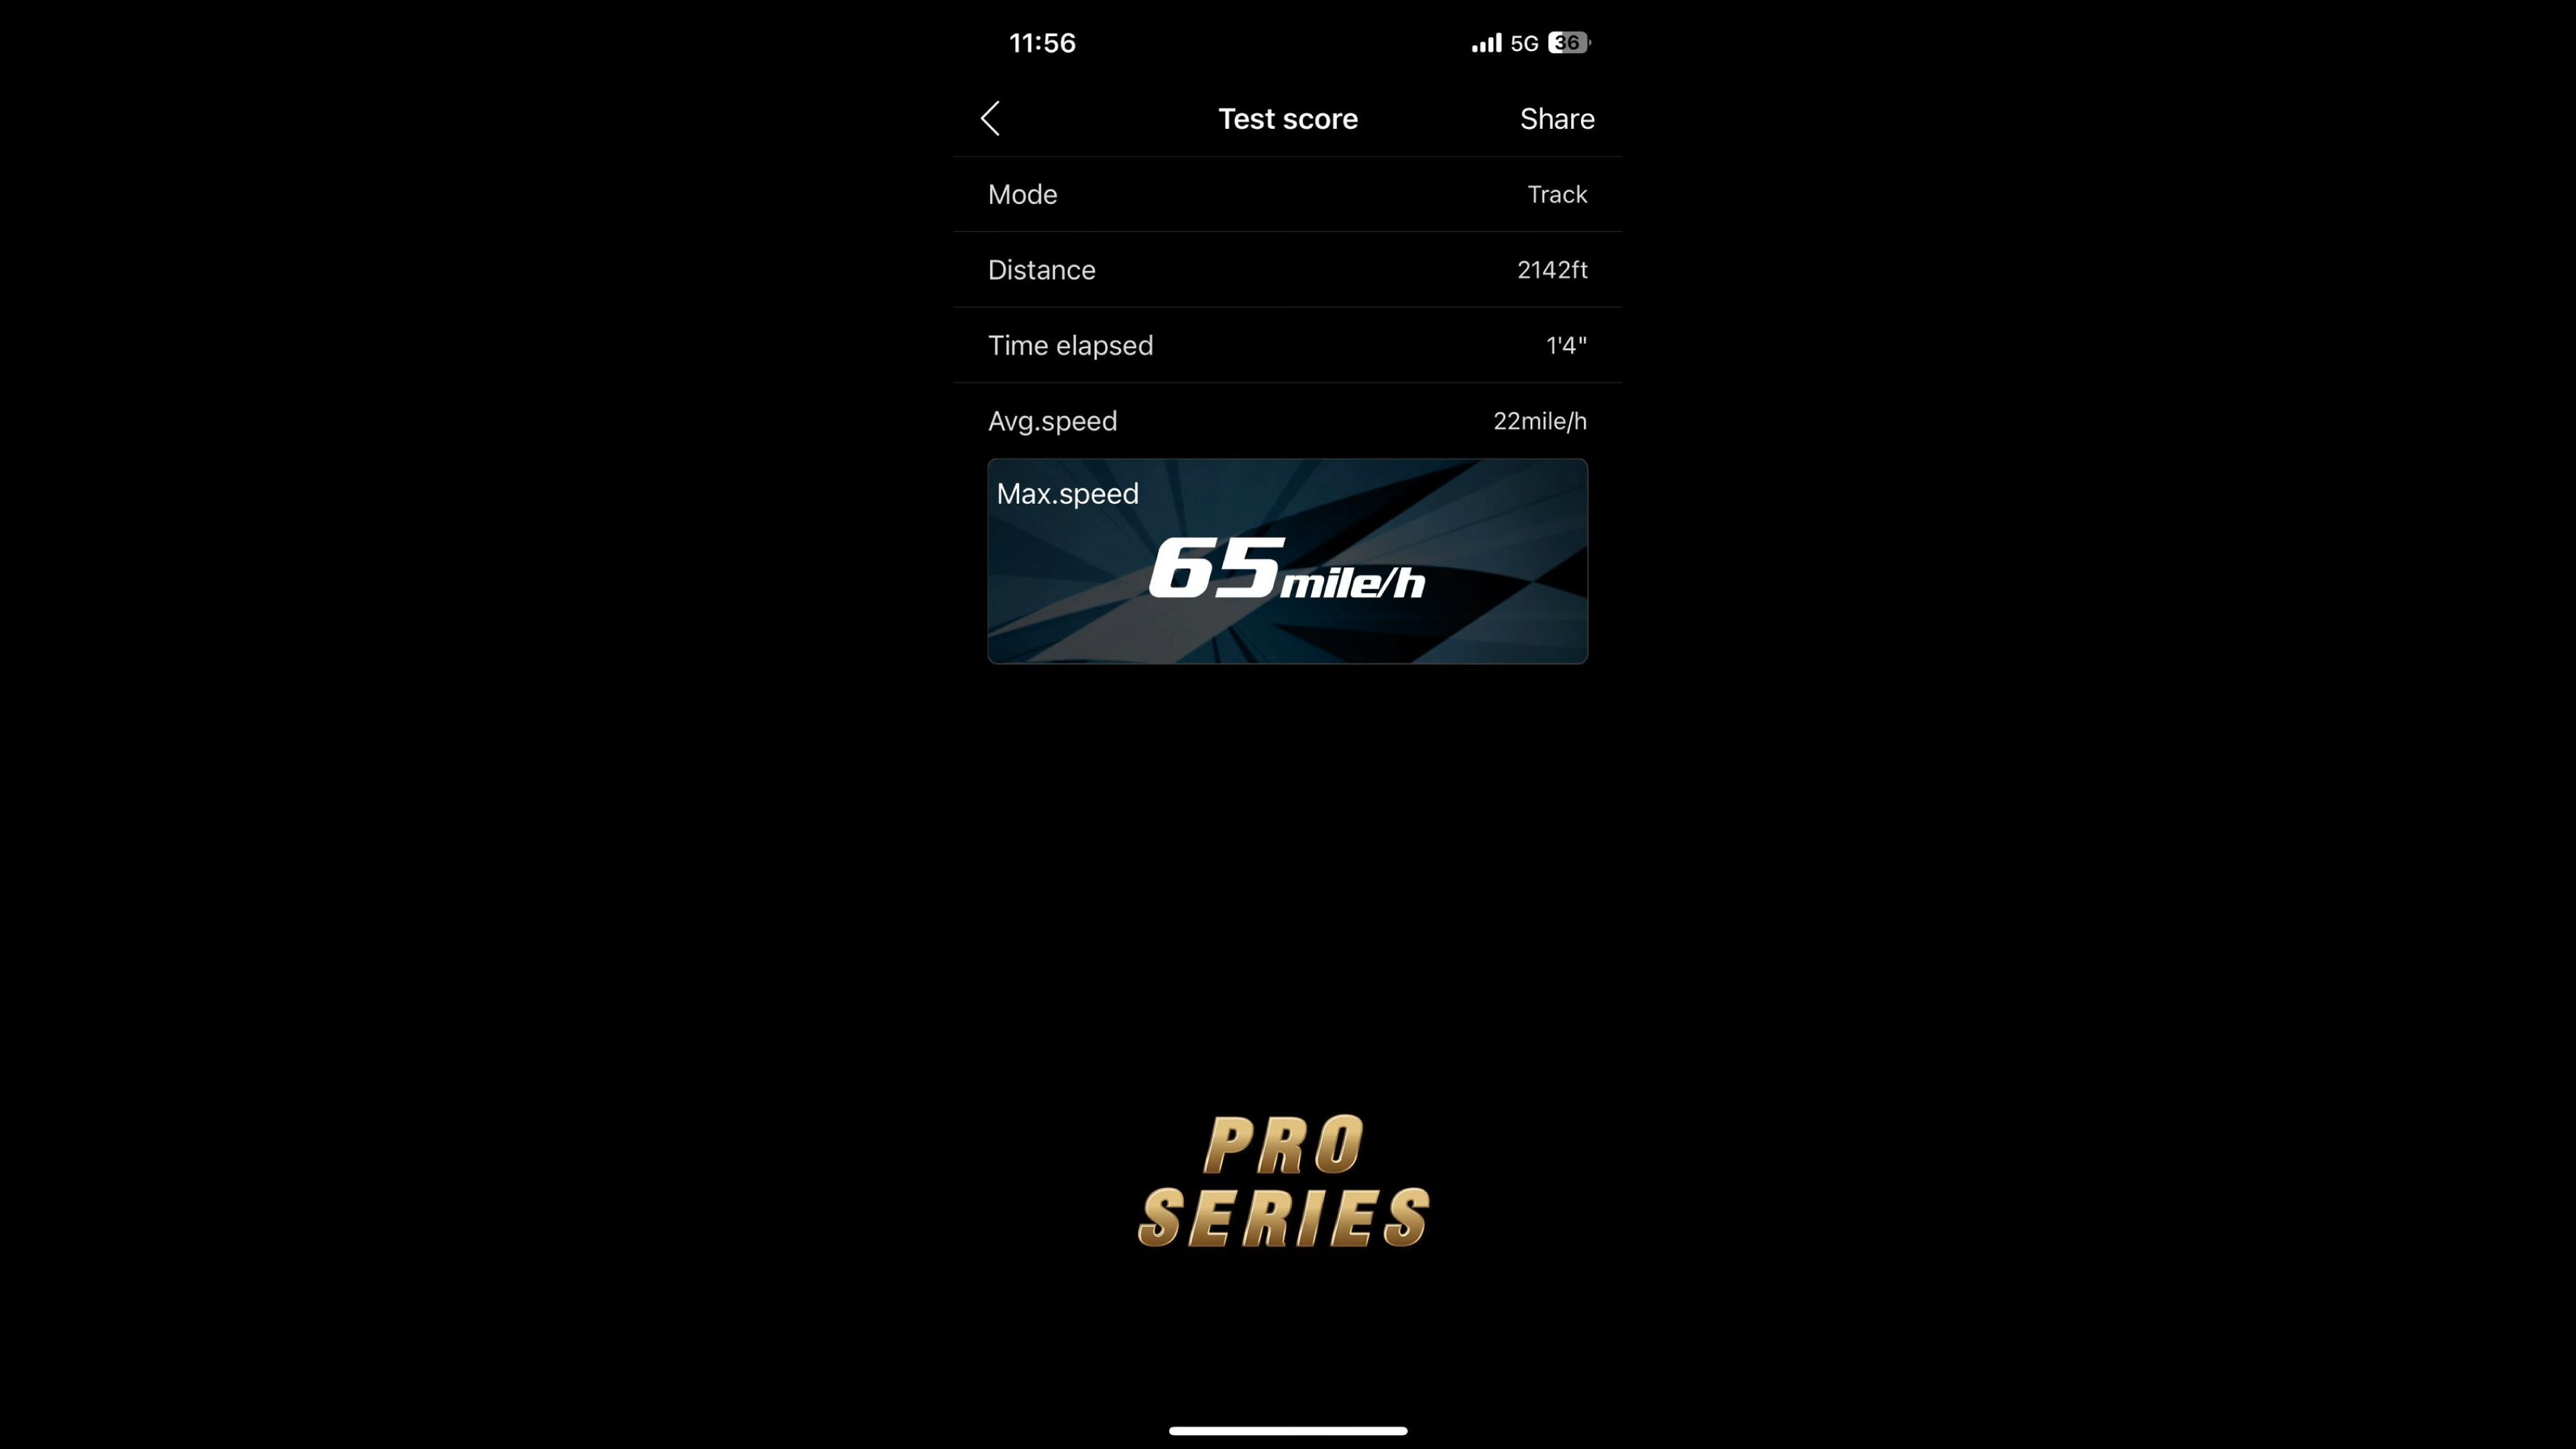 11:56 5G 36
Test score Share
Mode Track
Distance 2142ft
Time elapsed 1'4"
Avg.speed 22mile/h
Max.speed
65mile/h
PRO
SERIES